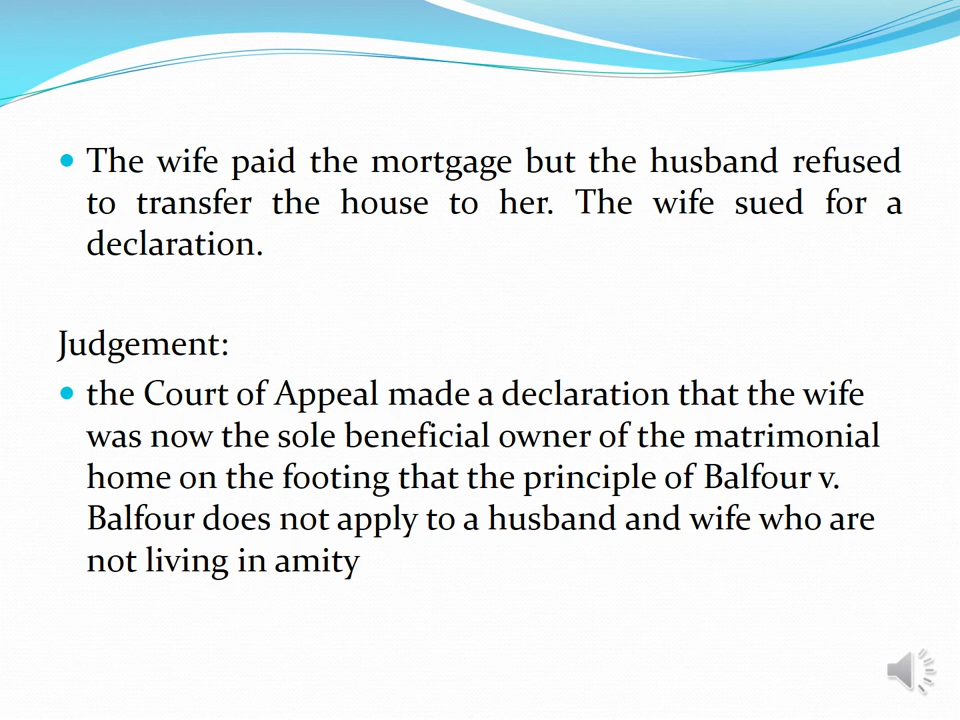 The wife paid the mortgage but the husband refused
to transfer the house to her. The wife sued for a
declaration.
Judgement:
the Court of Appeal made a declaration that the wife
was now the sole beneficial owner of the matrimonial
home on the footing that the principle of Balfour v.
Balfour does not apply to a husband and wife who are
not living in amity